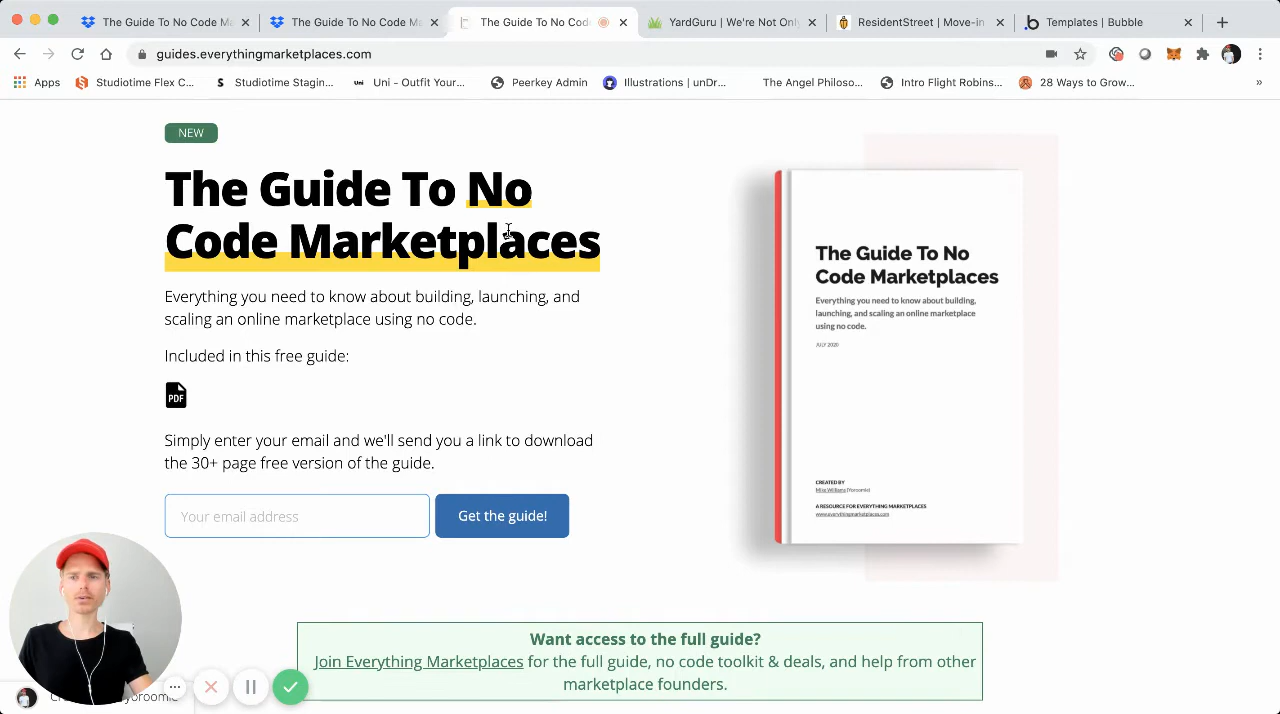 The Guide To No Code Ma
The Guide To No Code Ma
The Guide To No Cod
YardGuru | We're Not O
ResidentStreet | Move-in
Templates | Bubble
guides.everythingmarketplaces.com
Apps
Studiotime Flex C...
Studiotime Stagin...
Uni - Outfit Your...
Peerkey Admin
Illustrations | unDr...
The Angel Philoso...
Intro Flight Robins...
28 Ways to Grow...
»
NEW
The Guide To No
Code Marketplaces
Everything you need to know about building, launching, and
scaling an online marketplace using no code.
Included in this free guide:
PDF
Simply enter your email and we'll send you a link to download
the 30+ page free version of the guide.
Your email address
Get the guide!
The Guide To No
Code Marketplaces
Everything you need to know about building,
launching, and scaling an online marketplace
using no code.
JULY 2020
CREATED BY
Mike Williams (Yoroomie)
A RESOURCE FOR EVERYTHING MARKETPLACES
www.everythingmarketplaces.com
Want access to the full guide?
Join Everything Marketplaces for the full guide, no code toolkit & deals, and help from other
marketplace founders.